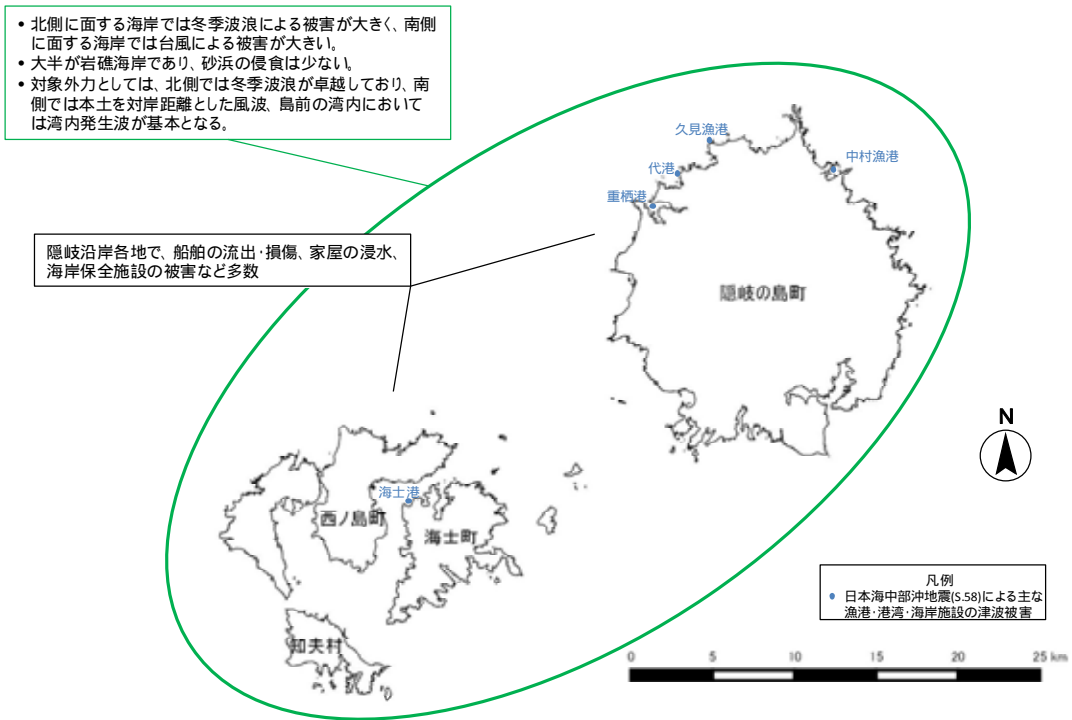 • 北側に面する海岸では冬季波浪による被害が大きく、南側
に面する海岸では台風による被害が大きい。
• 大半が岩礁海岸であり、砂浜の侵食は少ない。
• 対象外力としては、北側では冬季波浪が卓越しており、南
側では本土を対岸距離とした風波、島前の湾内において
は湾内発生波が基本となる。
久見漁港
中村漁港
代港
重栖港
隠岐沿岸各地で、船舶の流出・損傷、家屋の浸水、
海岸保全施設の被害など多数
隠岐の島町
N
海士港
西ノ島町
海士町
知夫村
凡例
• 日本海中部沖地震(S.58)による主な
漁港・港湾・海岸施設の津波被害
0 5 10 15 20 25 km